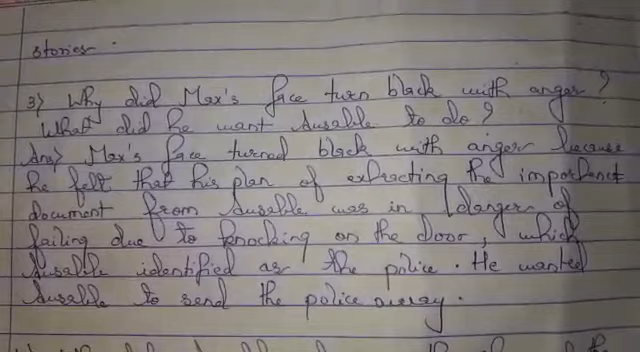 stories.
3) Why did Max's face turn black with anger?
What did he want Ausable to do?
Ans) Max's face turned black with anger because
he felt that his plan of extracting the important
document from Ausable was in danger of
failing due to knocking on the door, which
Ausable identified as the police. He wanted
Ausable to send the police away.